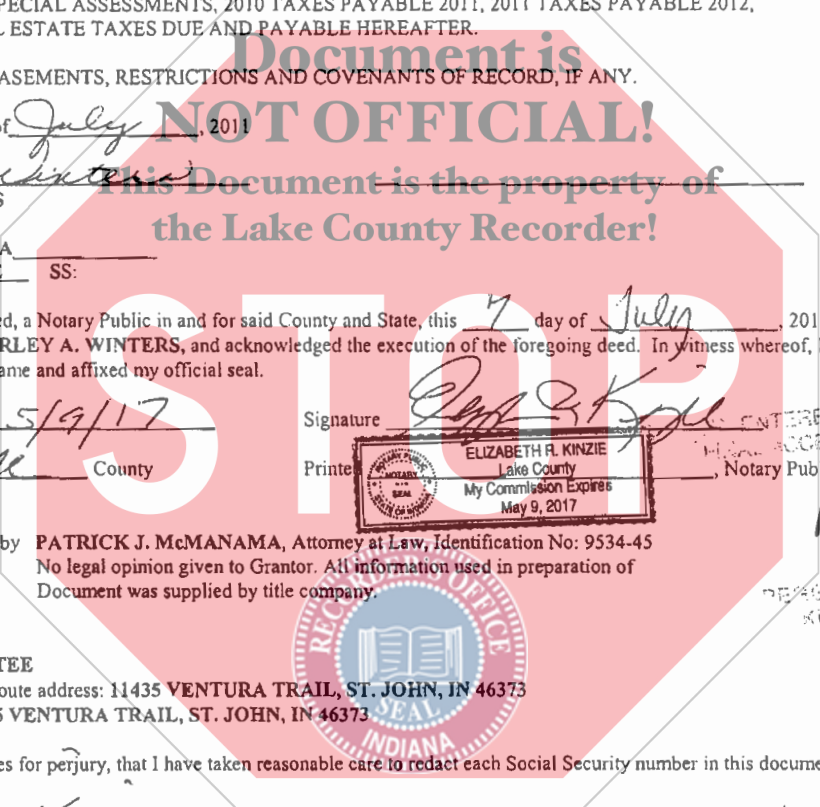 PECIAL ASSESSMENTS, 2010 TAXES PAYABLE 2011, 2011 TAXES PAYABLE 2012,
L ESTATE TAXES DUE AND PAYABLE HEREAFTER.
Document is
ASEMENTS, RESTRICTIONS AND COVENANTS OF RECORD, IF ANY.
NOT OFFICIAL!
of July, 2011
Winters
This Document is the property of
S
the Lake County Recorder!
A
E SS:
STOP
ed, a Notary Public in and for said County and State, this 7 day of July, 201
RLEY A. WINTERS, and acknowledged the execution of the foregoing deed. In witness whereof,
ame and affixed my official seal.
5/9/17 Signature
County Printed , Notary Pub
ELIZABETH R. KINZIE
Lake County
My Commission Expires
May 9, 2017
NOTARY PUBLIC
NOTARY
SEAL
by PATRICK J. McMANAMA, Attorney at Law, Identification No: 9534-45
No legal opinion given to Grantor. All information used in preparation of
Document was supplied by title company.
RECORDER'S OFFICE
SEAL
INDIANA
TEE
oute address: 11435 VENTURA TRAIL, ST. JOHN, IN 46373
5 VENTURA TRAIL, ST. JOHN, IN 46373
es for perjury, that I have taken reasonable care to redact each Social Security number in this docume